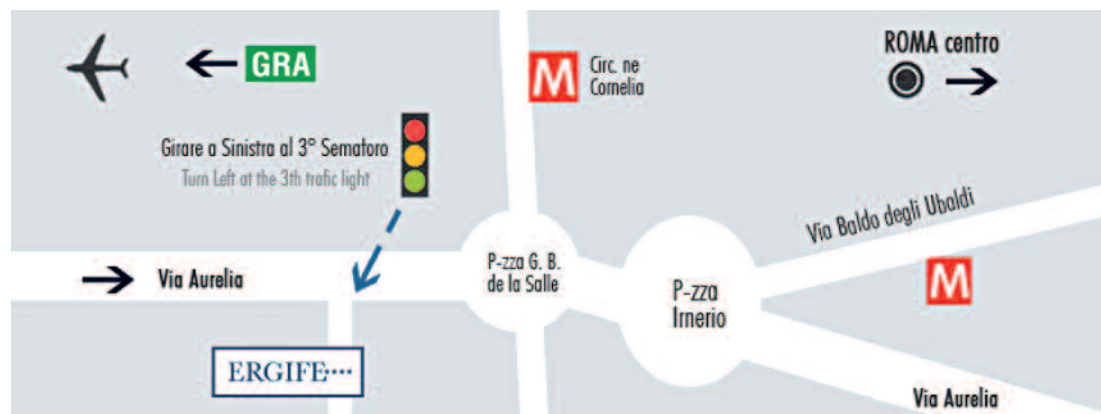 GRA
M
Circ. ne
Cornelia
ROMA centro
Girare a Sinistra al 3° Semaforo
Turn Left at the 3th trafic light
Via Baldo degli Ubaldi
P-zza G. B.
de la Salle
Via Aurelia
P-zza
Irnerio
M
ERGIFE····
Via Aurelia